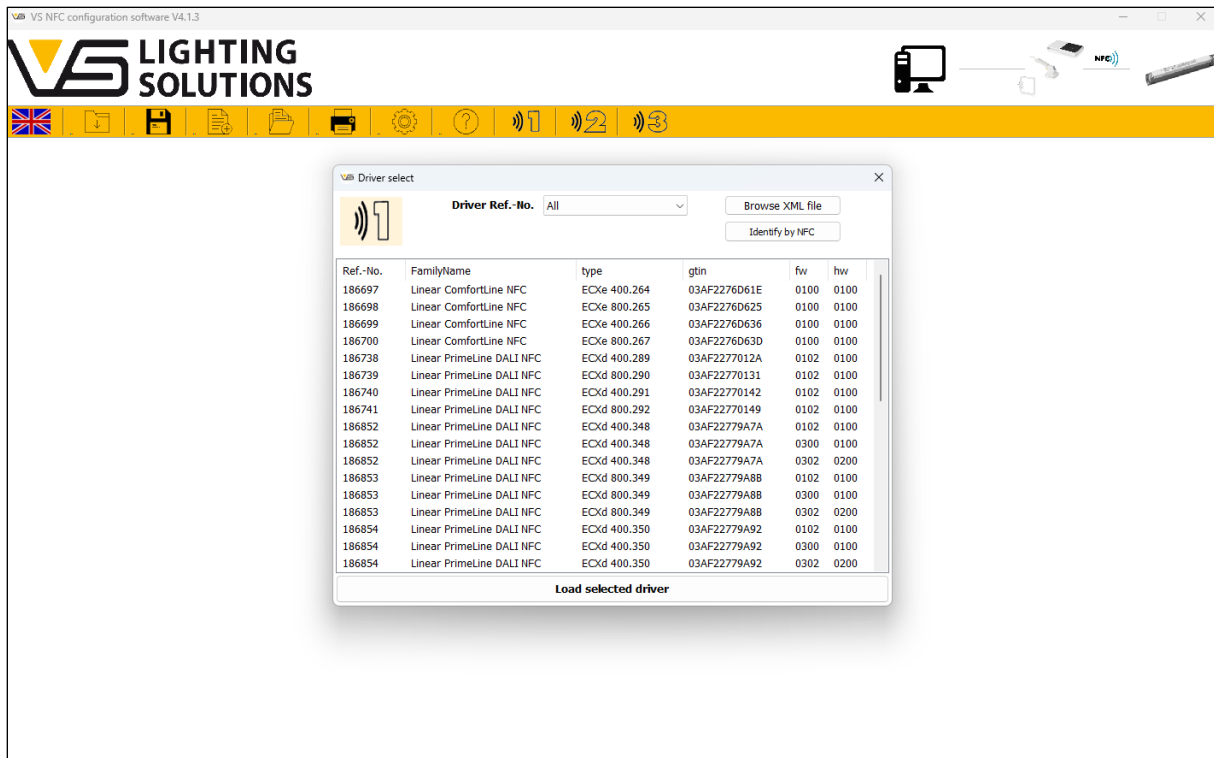 VS NFC configuration software V4.1.3
VS LIGHTING
SOLUTIONS
NFC
1 2 3
Driver select
1
Driver Ref.-No. All
Browse XML file
Identify by NFC
Ref.-No. FamilyName type gtin fw hw
186697 Linear ComfortLine NFC ECXe 400.264 03AF2276D61E 0100 0100
186698 Linear ComfortLine NFC ECXe 800.265 03AF2276D625 0100 0100
186699 Linear ComfortLine NFC ECXe 400.266 03AF2276D636 0100 0100
186700 Linear ComfortLine NFC ECXe 800.267 03AF2276D63D 0100 0100
186738 Linear PrimeLine DALI NFC ECXd 400.289 03AF2277012A 0102 0100
186739 Linear PrimeLine DALI NFC ECXd 800.290 03AF22770131 0102 0100
186740 Linear PrimeLine DALI NFC ECXd 400.291 03AF22770142 0102 0100
186741 Linear PrimeLine DALI NFC ECXd 800.292 03AF22770149 0102 0100
186852 Linear PrimeLine DALI NFC ECXd 400.348 03AF22779A7A 0102 0100
186852 Linear PrimeLine DALI NFC ECXd 400.348 03AF22779A7A 0300 0100
186852 Linear PrimeLine DALI NFC ECXd 400.348 03AF22779A7A 0302 0200
186853 Linear PrimeLine DALI NFC ECXd 800.349 03AF22779A8B 0102 0100
186853 Linear PrimeLine DALI NFC ECXd 800.349 03AF22779A8B 0300 0100
186853 Linear PrimeLine DALI NFC ECXd 800.349 03AF22779A8B 0302 0200
186854 Linear PrimeLine DALI NFC ECXd 400.350 03AF22779A92 0102 0100
186854 Linear PrimeLine DALI NFC ECXd 400.350 03AF22779A92 0300 0100
186854 Linear PrimeLine DALI NFC ECXd 400.350 03AF22779A92 0302 0200
Load selected driver